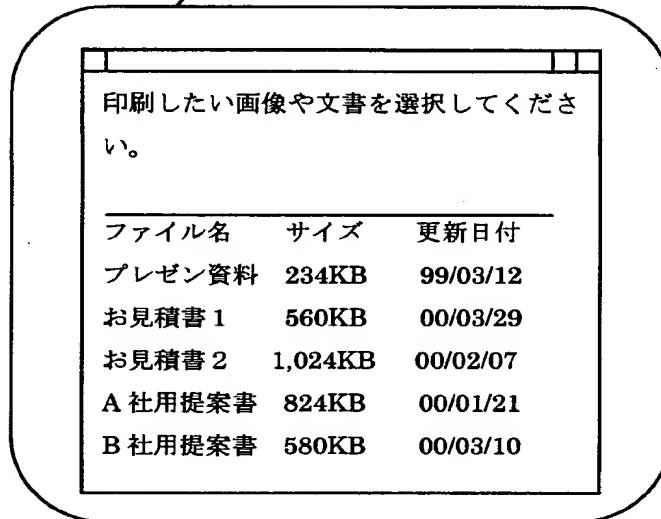 印刷したい画像や文書を選択してくださ
い。
ファイル名 サイズ 更新日付
プレゼン資料 234KB 99/03/12
お見積書１ 560KB 00/03/29
お見積書２ 1,024KB 00/02/07
A 社用提案書 824KB 00/01/21
B 社用提案書 580KB 00/03/10